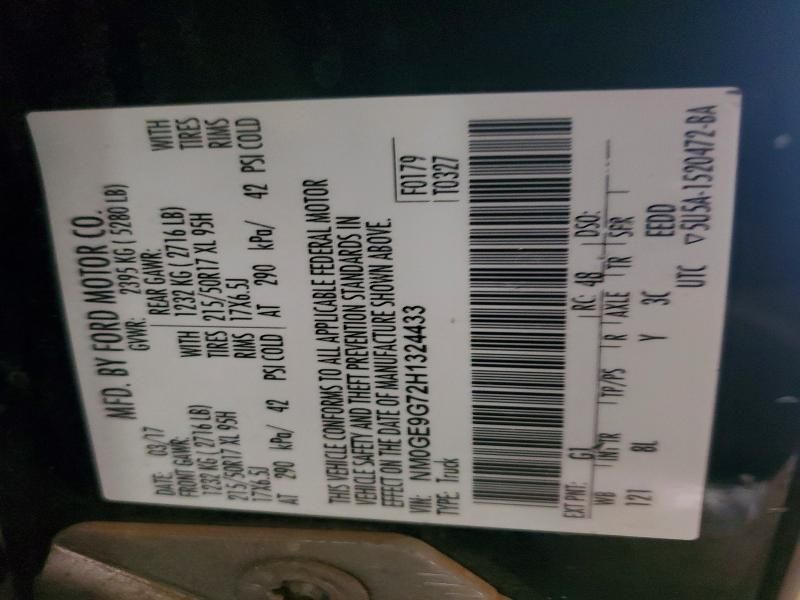 MFD. BY FORD MOTOR CO.
DATE: 03/17 GVWR: 2395 KG ( 5280 LB)
FRONT GAWR: REAR GAWR:
1232 KG ( 2716 LB) WITH 1232 KG ( 2716 LB) WITH
215/50R17 XL 95H TIRES 215/50R17 XL 95H TIRES
17X6.5J RIMS 17X6.5J RIMS
AT 290 kPa/ 42 PSI COLD AT 290 kPa/ 42 PSI COLD
THIS VEHICLE CONFORMS TO ALL APPLICABLE FEDERAL MOTOR
VEHICLE SAFETY AND THEFT PREVENTION STANDARDS IN
EFFECT ON THE DATE OF MANUFACTURE SHOWN ABOVE.
VIN: NM0GE9G72H1324433 F0179
TYPE: Truck T0327
EXT PNT: G1 RC: 4B DSO:
WB INT TR TP/PS R AXLE TR SPR
121 8L Y 3C EEDD
UTC ▽5U5A-1520472-BA